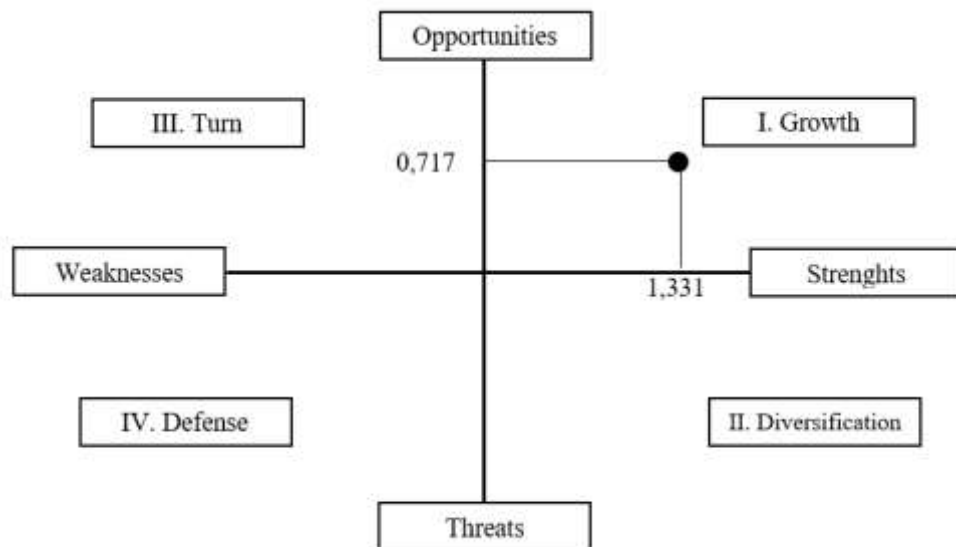 Opportunities
III. Turn
I. Growth
0,717
Weaknesses
Strenghts
1,331
IV. Defense
II. Diversification
Threats